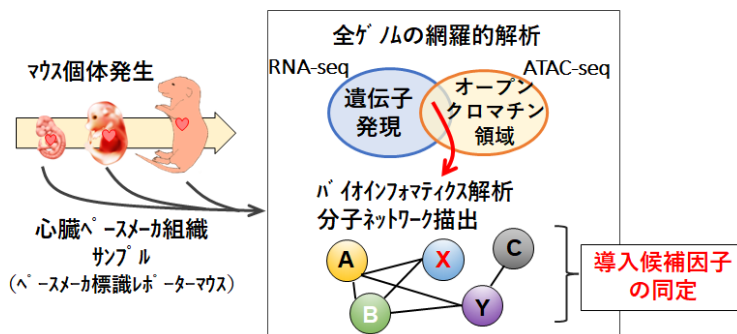 マウス個体発生
心臓ペースメーカ組織
サンプル
(ペースメーカ標識レポーターマウス)
全ゲノムの網羅的解析
RNA-seq
ATAC-seq
遺伝子
発現
オープン
クロマチン
領域
バイオインフォマティクス解析
分子ネットワーク描出
A
X
C
B
Y
導入候補因子
の同定